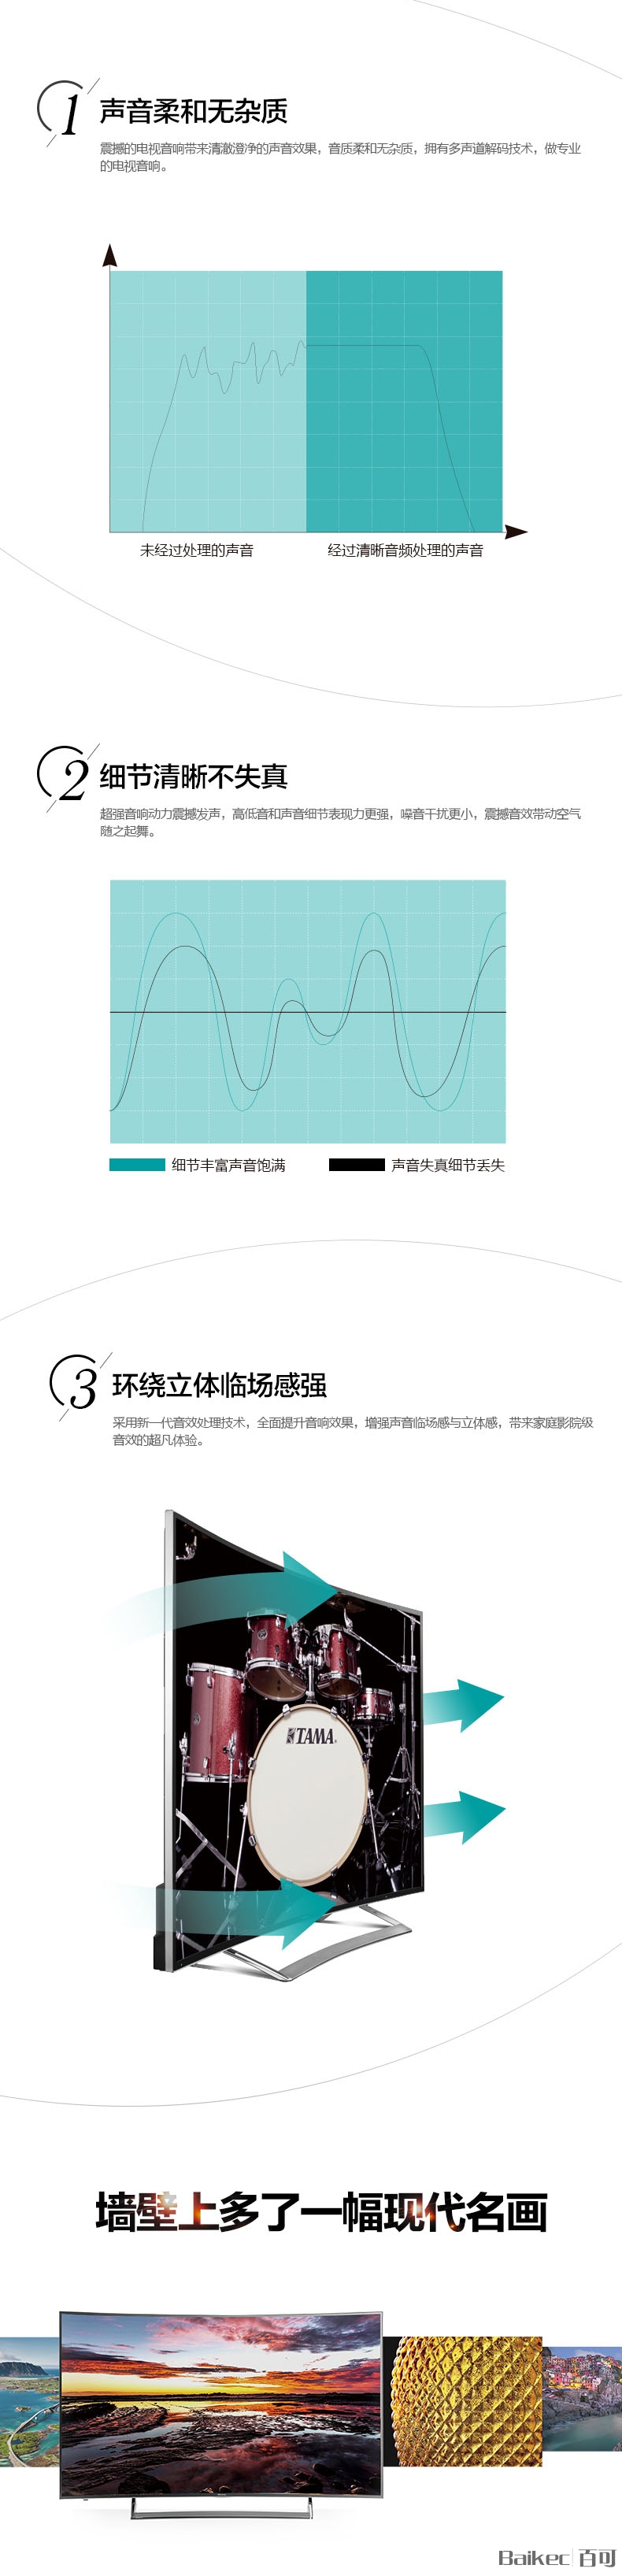 1
声音柔和无杂质
震撼的电视音响带来清澈澄净的声音效果，音质柔和无杂质，拥有多声道解码技术，做专业
的电视音响。
未经过处理的声音
经过清晰音频处理的声音
2
细节清晰不失真
超强音响动力震撼发声，高低音和声音细节表现力更强，噪音干扰更小，震撼音效带动空气
随之起舞。
细节丰富声音饱满
声音失真细节丢失
3
环绕立体临场感强
采用新一代音效处理技术，全面提升音响效果，增强声音临场感与立体感，带来家庭影院级
音效的超凡体验。
TAMA
墙壁上多了一幅现代名画
Baikec 百可